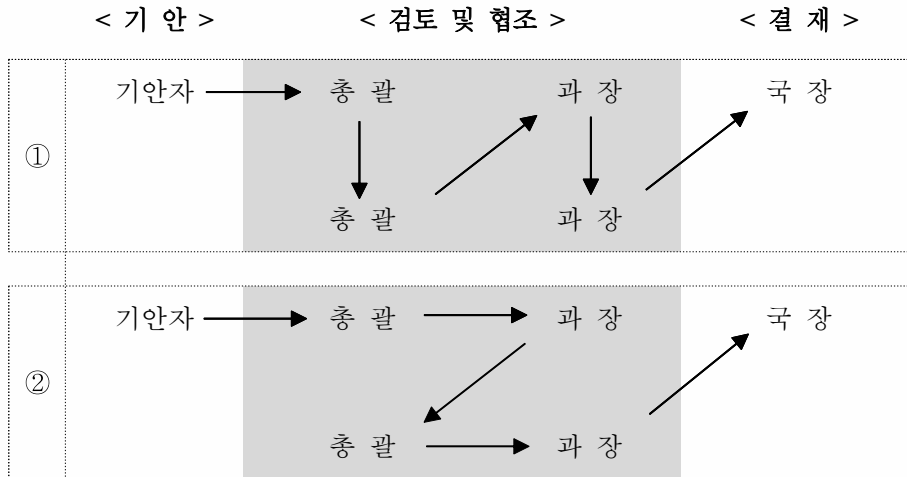 < 기 안 > < 검토 및 협조 > < 결 재 >
기안자 총 괄 과 장 국 장
①
총 괄 과 장
기안자 총 괄 과 장 국 장
②
총 괄 과 장